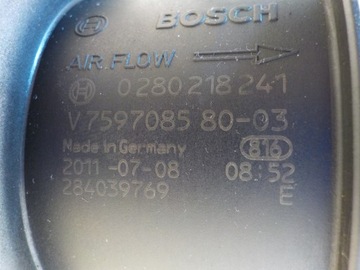 BOSCH
AIR FLOW
0 280 218 241
V 7597085 80-03
Made in Germany 816
2011 -07-08 08:52
284039769 E